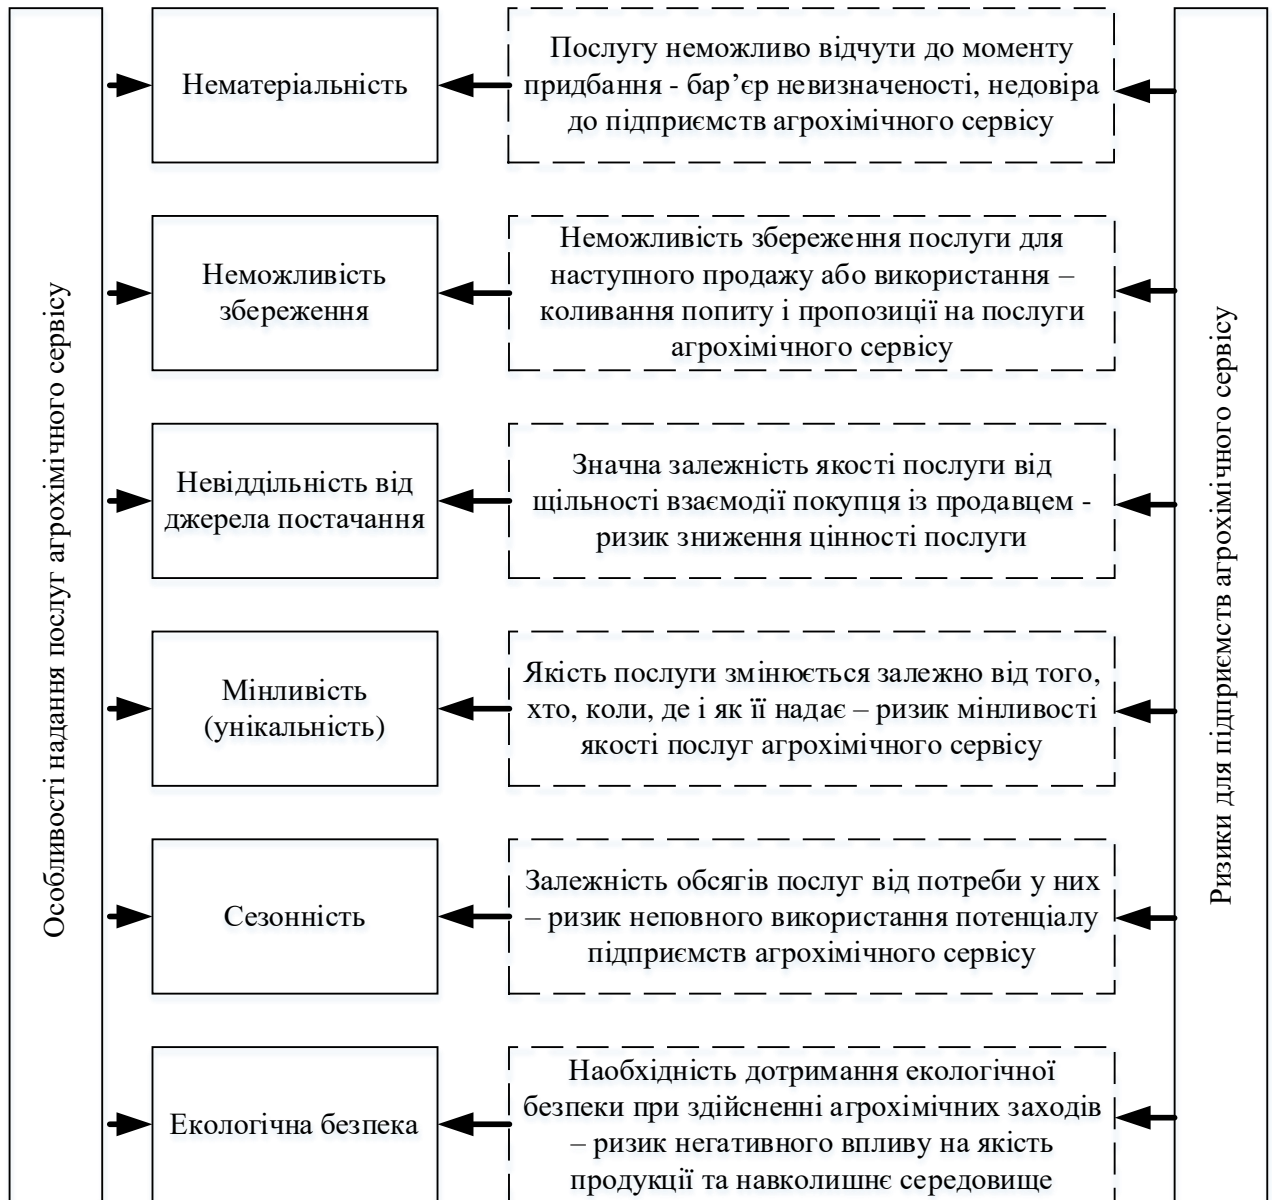 Особливості надання послуг агрохімічного сервісу
Нематеріальність
Послугу неможливо відчути до моменту
придбання - бар’єр невизначеності, недовіра
до підприємств агрохімічного сервісу
Неможливість
збереження
Неможливість збереження послуги для
наступного продажу або використання –
коливання попиту і пропозиції на послуги
агрохімічного сервісу
Невіддільність від
джерела постачання
Значна залежність якості послуги від
щільності взаємодії покупця із продавцем -
ризик зниження цінності послуги
Мінливість
(унікальність)
Якість послуги змінюється залежно від того,
хто, коли, де і як її надає – ризик мінливості
якості послуг агрохімічного сервісу
Сезонність
Залежність обсягів послуг від потреби у них
– ризик неповного використання потенціалу
підприємств агрохімічного сервісу
Екологічна безпека
Наобхідність дотримання екологічної
безпеки при здійсненні агрохімічних заходів
– ризик негативного впливу на якість
продукції та навколишнє середовище
Ризики для підприємств агрохімічного сервісу